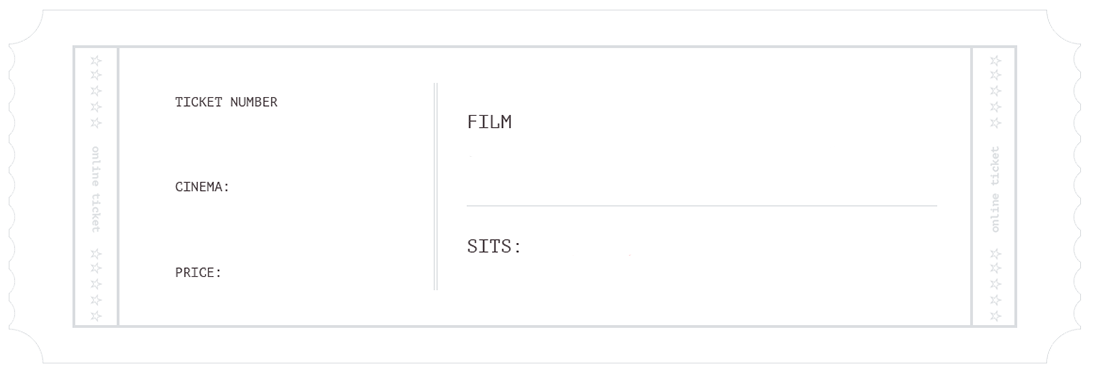 online ticket
TICKET NUMBER
CINEMA:
PRICE:
FILM
SITS:
online ticket